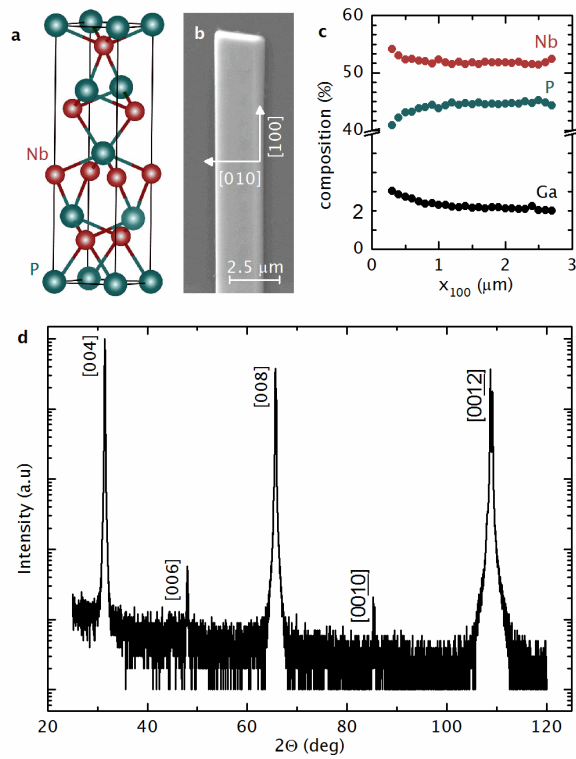 a
Nb
P
b
[100]
[010]
2.5 μm
c
composition (%)
60
50
40
2
Nb
P
Ga
0
1
2
3
x100 (μm)
d
Intensity (a.u)
[004]
[006]
[008]
[0010]
[0012]
20
40
60
80
100
120
2Θ (deg)